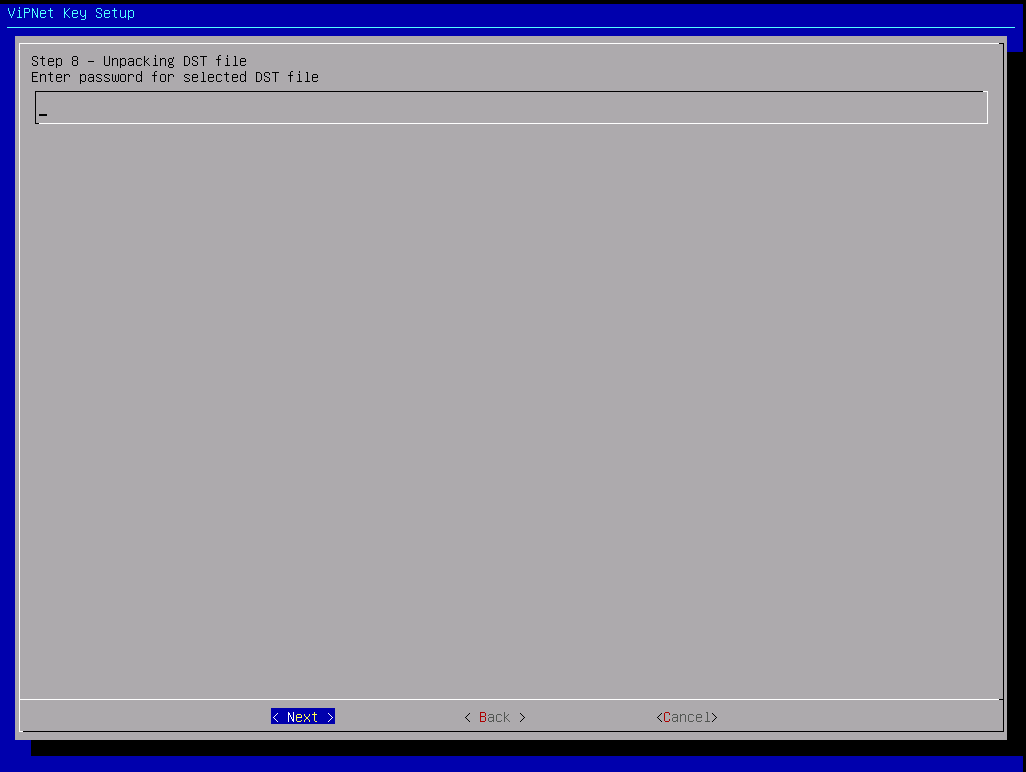 ViPNet Key Setup
Step 8 – Unpacking DST file
Enter password for selected DST file
< Next >
< Back >
<Cancel>